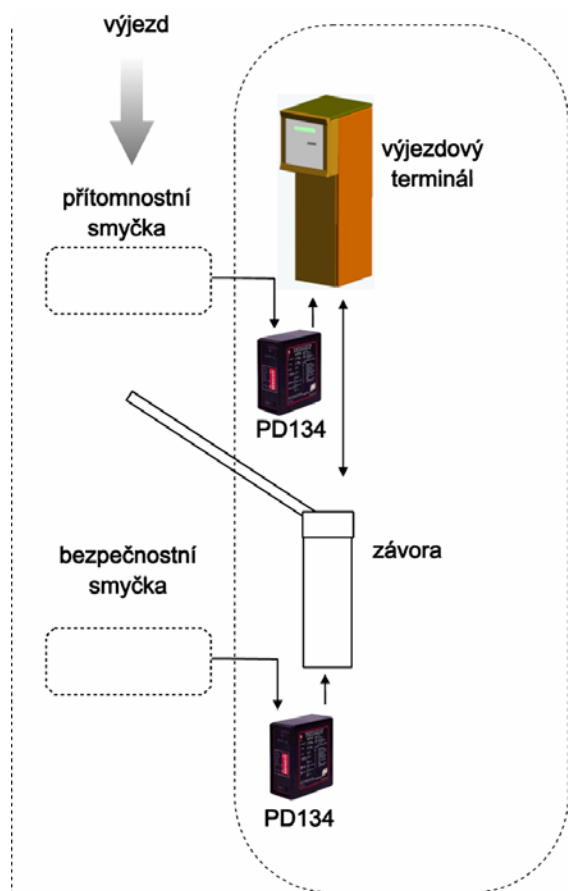 výjezd
výjezdový
terminál
přítomnostní
smyčka
PD134
závora
bezpečnostní
smyčka
PD134